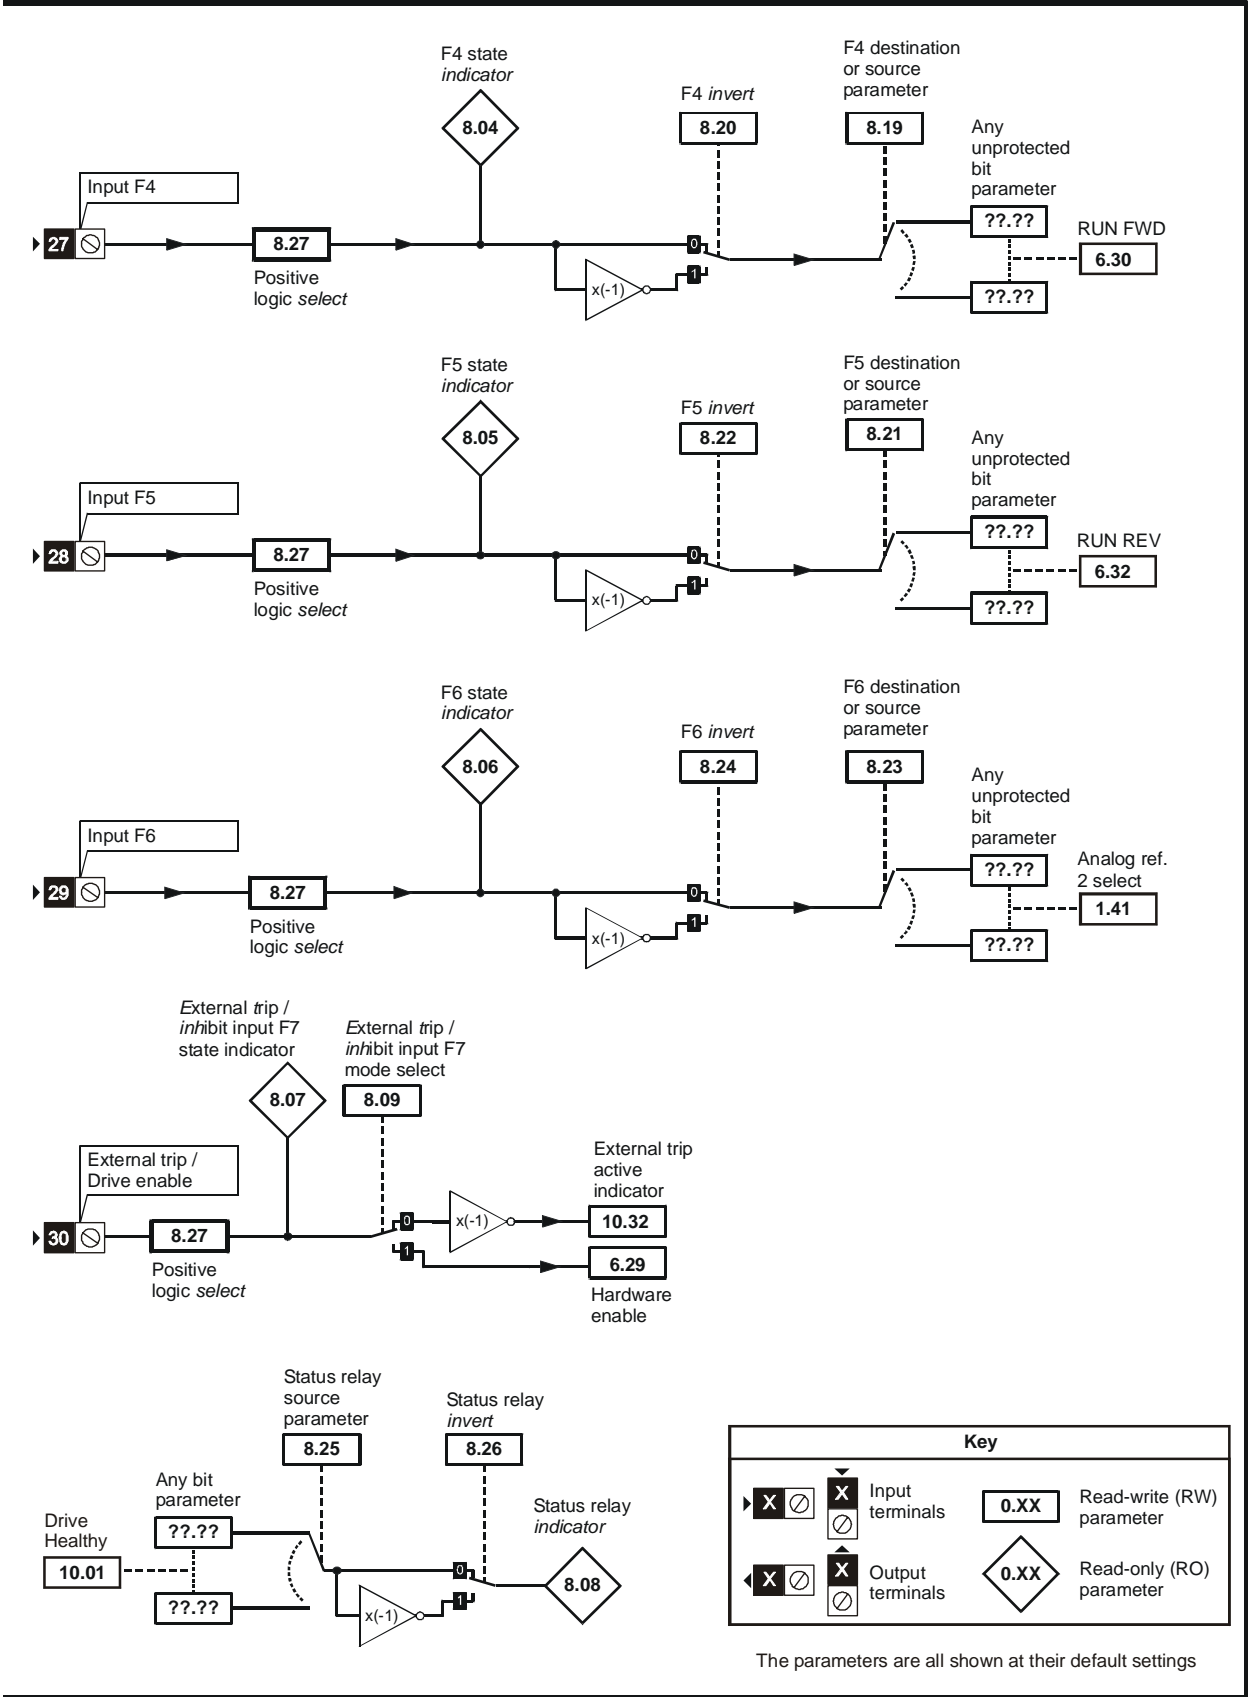 F4 state
indicator
8.04
F4 invert
8.20
F4 destination
or source
parameter
8.19
Any
unprotected
bit
parameter
??.??
??.??
RUN FWD
6.30
Input F4
27
8.27
Positive
logic select
0
1
x(-1)
F5 state
indicator
8.05
F5 invert
8.22
F5 destination
or source
parameter
8.21
Any
unprotected
bit
parameter
??.??
??.??
RUN REV
6.32
Input F5
28
8.27
Positive
logic select
0
1
x(-1)
F6 state
indicator
8.06
F6 invert
8.24
F6 destination
or source
parameter
8.23
Any
unprotected
bit
parameter
??.??
??.??
Analog ref.
2 select
1.41
Input F6
29
8.27
Positive
logic select
0
1
x(-1)
External trip /
inhibit input F7
state indicator
8.07
External trip /
inhibit input F7
mode select
8.09
External trip /
Drive enable
30
8.27
Positive
logic select
0
1
x(-1)
External trip
active
indicator
10.32
6.29
Hardware
enable
Status relay
source
parameter
8.25
Status relay
invert
8.26
Any bit
parameter
??.??
??.??
Drive
Healthy
10.01
0
1
x(-1)
Status relay
indicator
8.08
Key
X
X
Input
terminals
0.XX
Read-write (RW)
parameter
X
X
Output
terminals
0.XX
Read-only (RO)
parameter
The parameters are all shown at their default settings